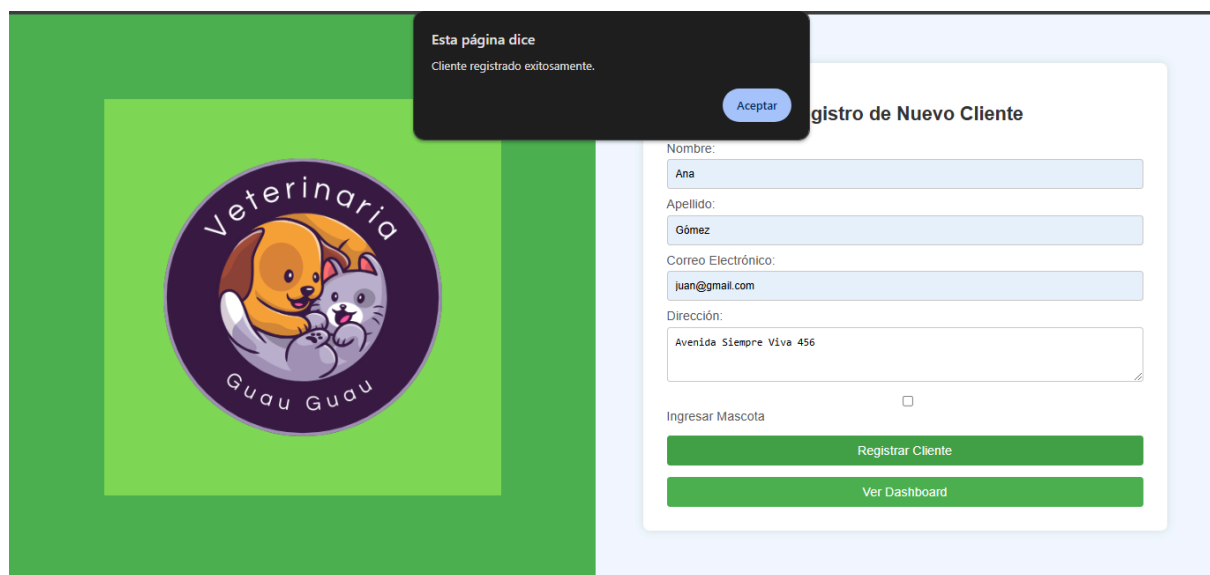 Esta página dice
Cliente registrado exitosamente.
Aceptar
Veterinaria
Guau Guau
gistro de Nuevo Cliente
Nombre:
Ana
Apellido:
Gómez
Correo Electrónico:
juan@gmail.com
Dirección:
Avenida Siempre Viva 456
Ingresar Mascota
Registrar Cliente
Ver Dashboard